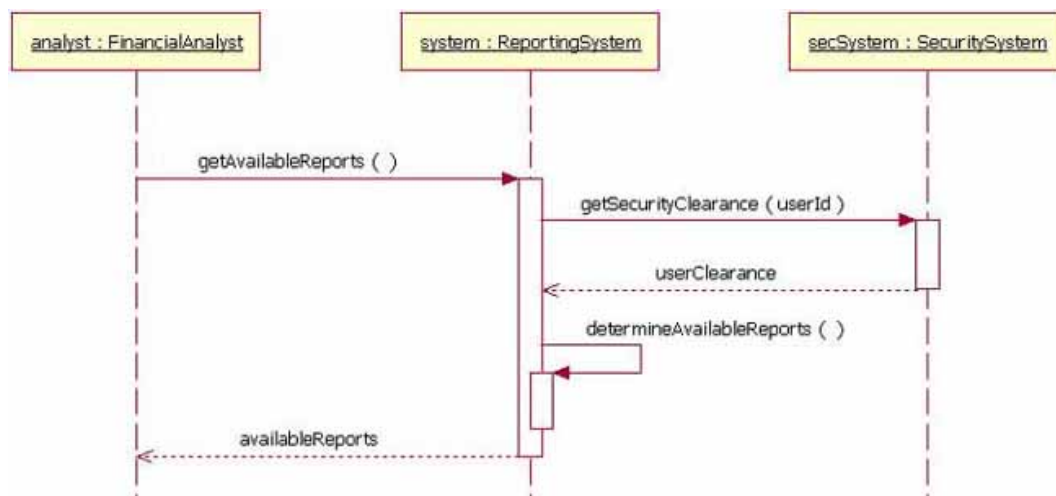 analyst : FinancialAnalyst
system : ReportingSystem
secSystem : SecuritySystem
getAvailableReports ( )
getSecurityClearance ( userId )
userClearance
determineAvailableReports ( )
availableReports